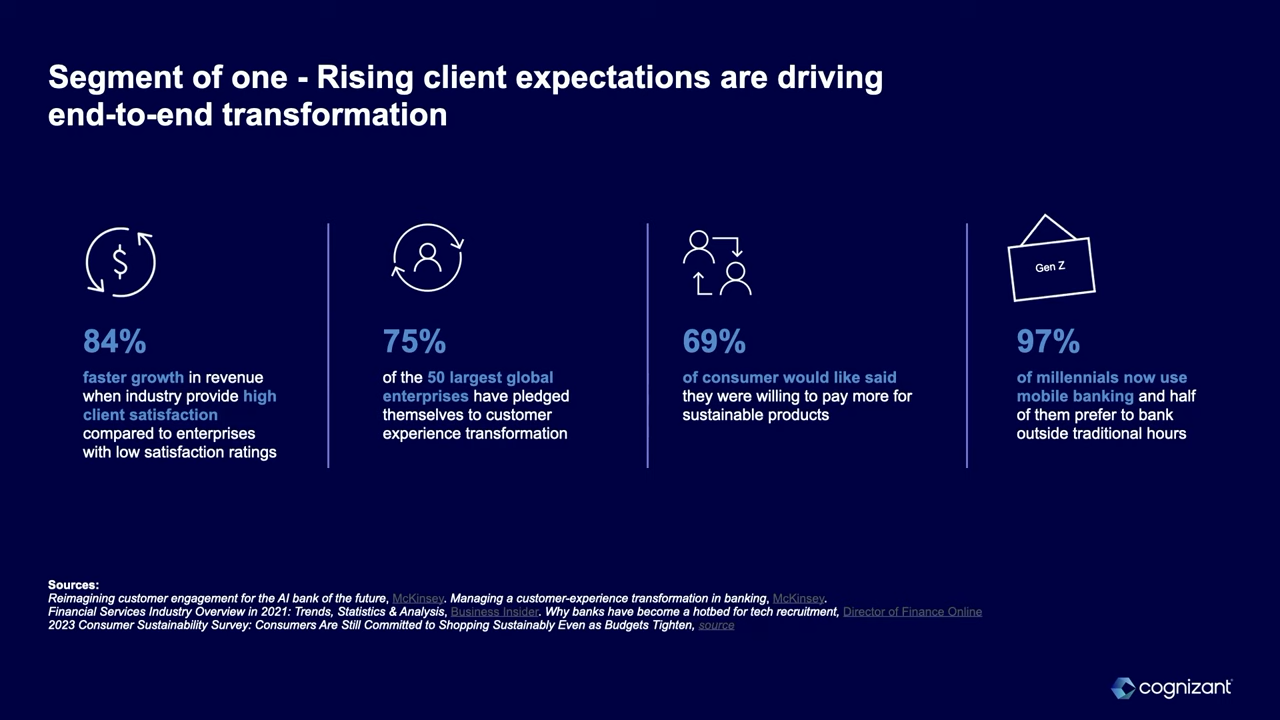 Segment of one - Rising client expectations are driving
end-to-end transformation
$
84%
faster growth in revenue
when industry provide high
client satisfaction
compared to enterprises
with low satisfaction ratings
75%
of the 50 largest global
enterprises have pledged
themselves to customer
experience transformation
69%
of consumer would like said
they were willing to pay more for
sustainable products
Gen Z
97%
of millennials now use
mobile banking and half
of them prefer to bank
outside traditional hours
Sources:
Reimagining customer engagement for the AI bank of the future, McKinsey. Managing a customer-experience transformation in banking, McKinsey.
Financial Services Industry Overview in 2021: Trends, Statistics & Analysis, Business Insider. Why banks have become a hotbed for tech recruitment, Director of Finance Online
2023 Consumer Sustainability Survey: Consumers Are Still Committed to Shopping Sustainably Even as Budgets Tighten, source
cognizant